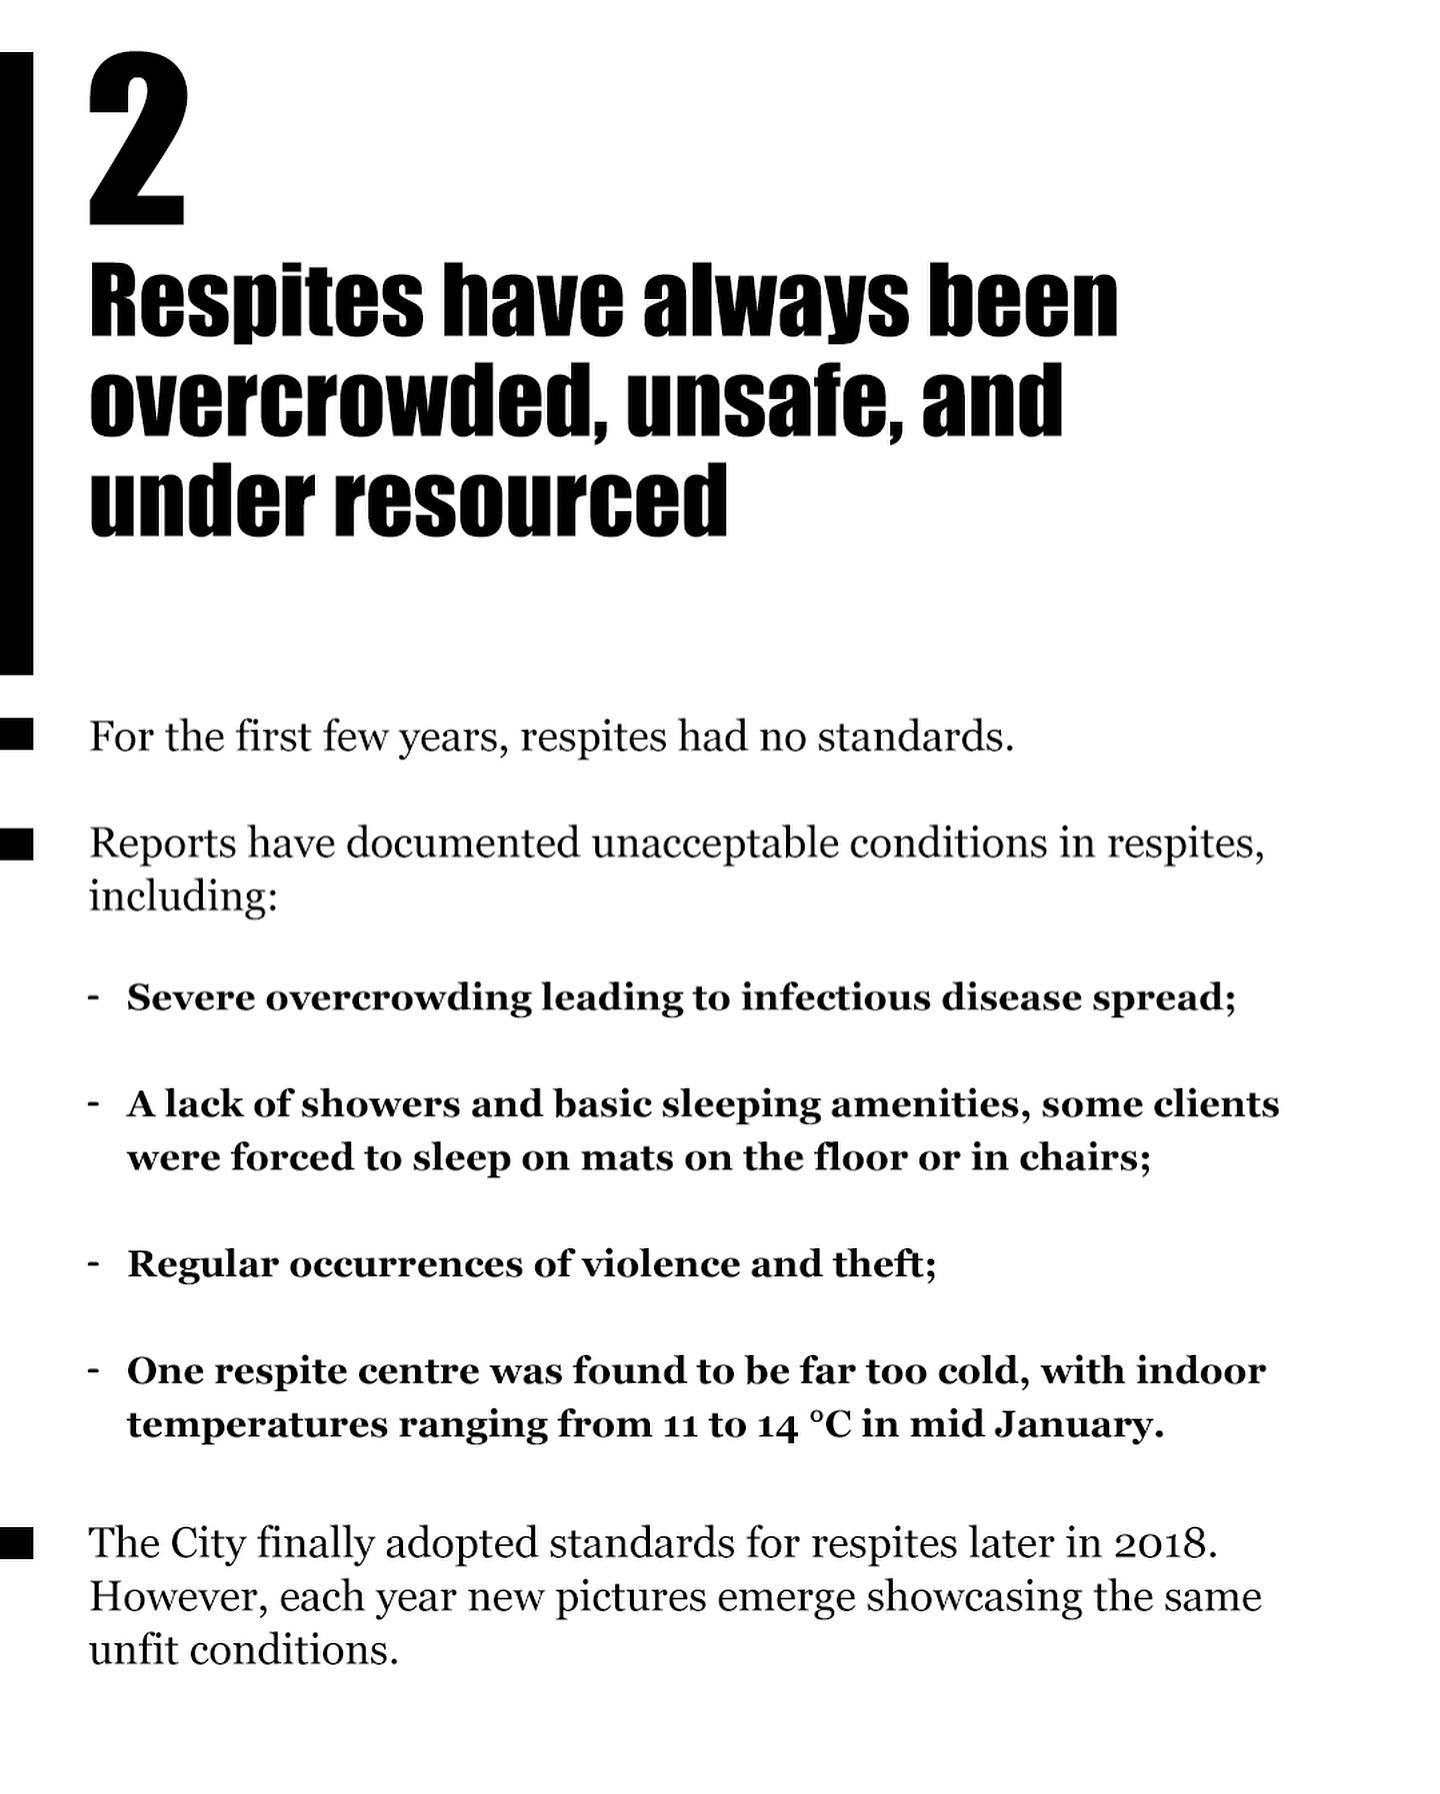 2
Respites have always been
overcrowded, unsafe, and
under resourced
For the first few years, respites had no standards.
Reports have documented unacceptable conditions in respites,
including:
- Severe overcrowding leading to infectious disease spread;
- A lack of showers and basic sleeping amenities, some clients
were forced to sleep on mats on the floor or in chairs;
- Regular occurrences of violence and theft;
- One respite centre was found to be far too cold, with indoor
temperatures ranging from 11 to 14 °C in mid January.
The City finally adopted standards for respites later in 2018.
However, each year new pictures emerge showcasing the same
unfit conditions.